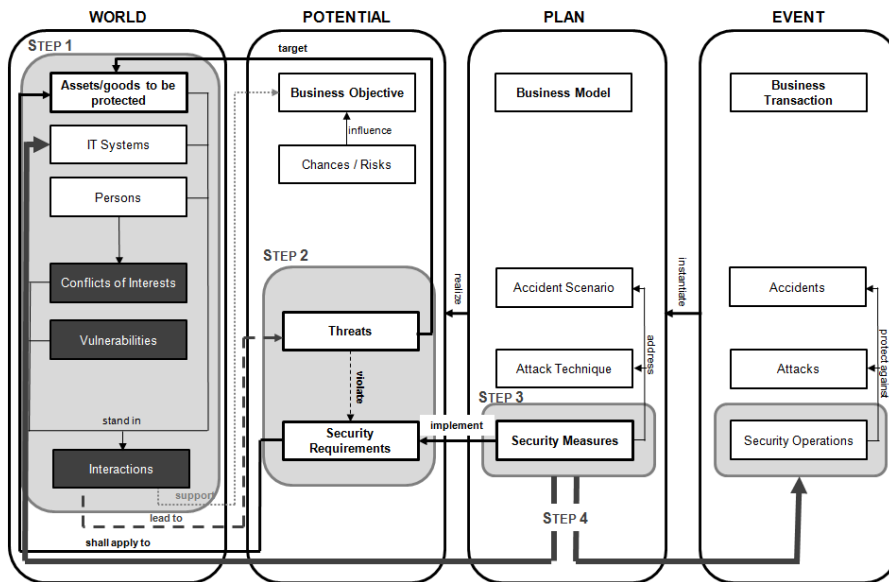 WORLD
POTENTIAL
PLAN
EVENT
STEP 1
target
Assets/goods to be
protected
Business Objective
Business Model
Business
Transaction
IT Systems
influence
Chances / Risks
Persons
STEP 2
Conflicts of Interests
realize
Accident Scenario
instantiate
Accidents
Threats
Vulnerabilities
address
protect against
violate
Attack Technique
Attacks
STEP 3
stand in
implement
Security
Requirements
Security Measures
Security Operations
Interactions
support
lead to
STEP 4
shall apply to